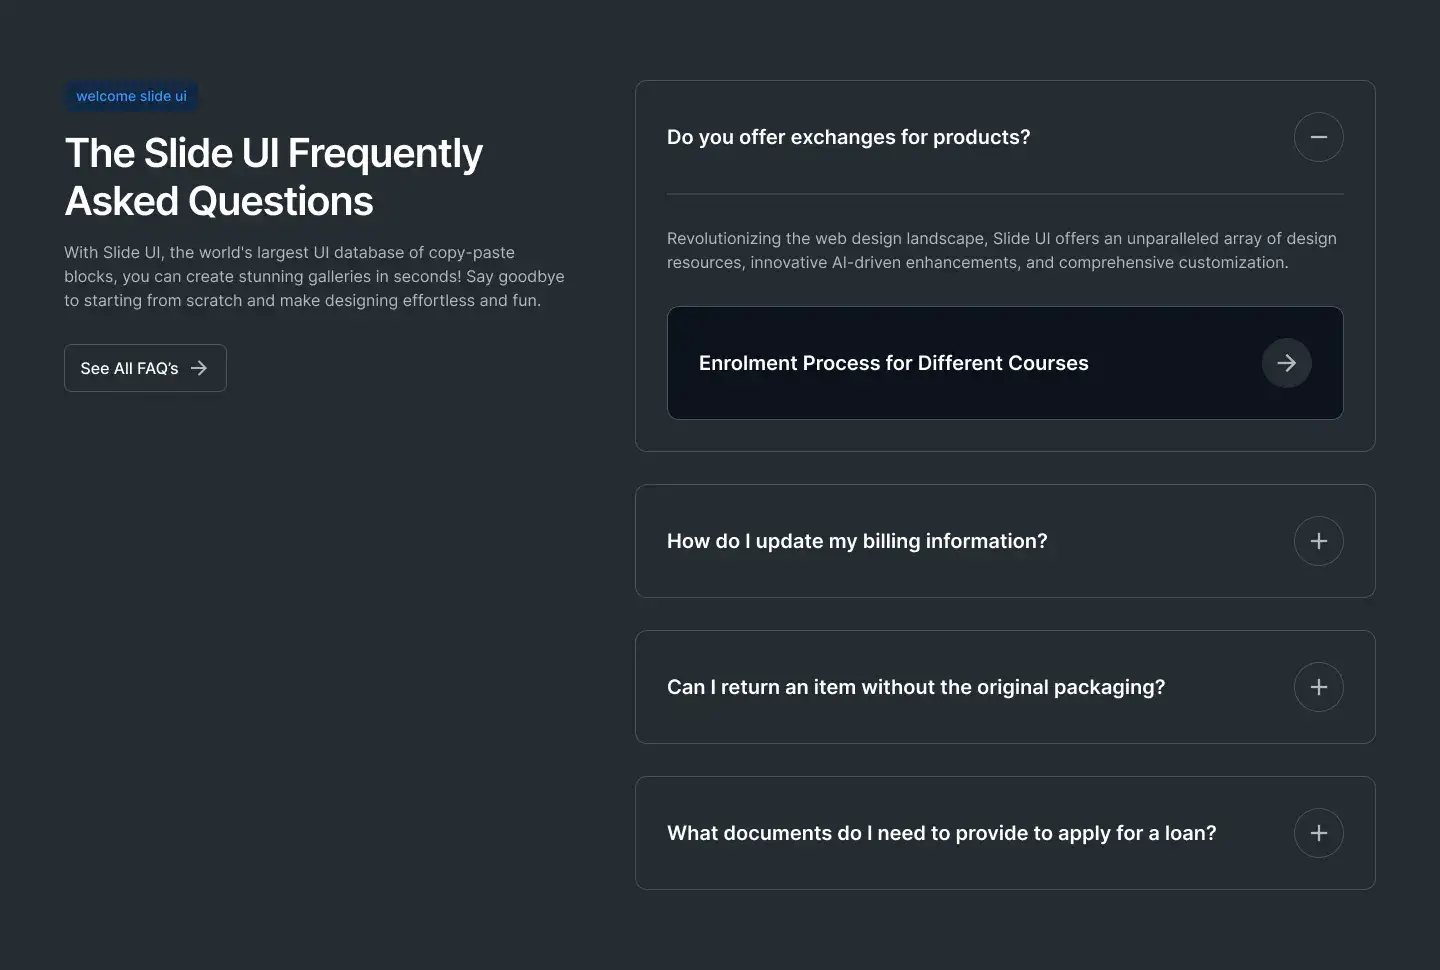 welcome slide ui
The Slide UI Frequently
Asked Questions
With Slide UI, the world's largest UI database of copy-paste
blocks, you can create stunning galleries in seconds! Say goodbye
to starting from scratch and make designing effortless and fun.
See All FAQ’s
Do you offer exchanges for products?
Revolutionizing the web design landscape, Slide UI offers an unparalleled array of design
resources, innovative AI-driven enhancements, and comprehensive customization.
Enrolment Process for Different Courses
How do I update my billing information?
Can I return an item without the original packaging?
What documents do I need to provide to apply for a loan?